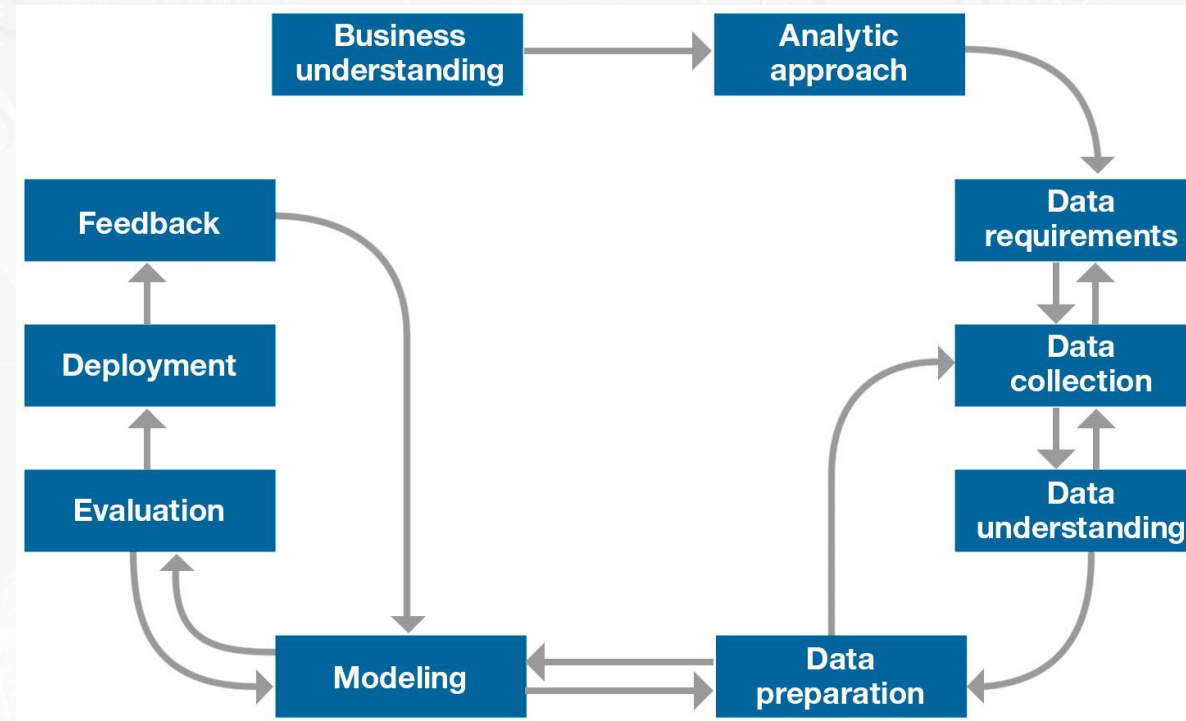 Business
understanding
Analytic
approach
Data
requirements
Data
collection
Data
understanding
Data
preparation
Modeling
Evaluation
Deployment
Feedback